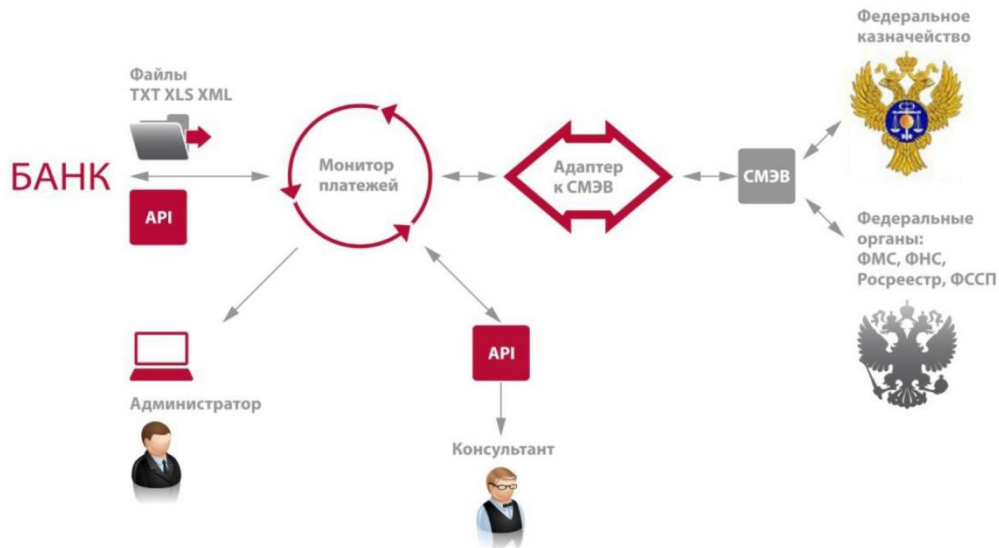 Федеральное
казначейство
Файлы
TXT XLS XML
БАНК
API
Монитор
платежей
Адаптер
к СМЭВ
СМЭВ
Федеральные
органы:
ФМС, ФНС,
Росреестр, ФССП
API
Администратор
Консультант